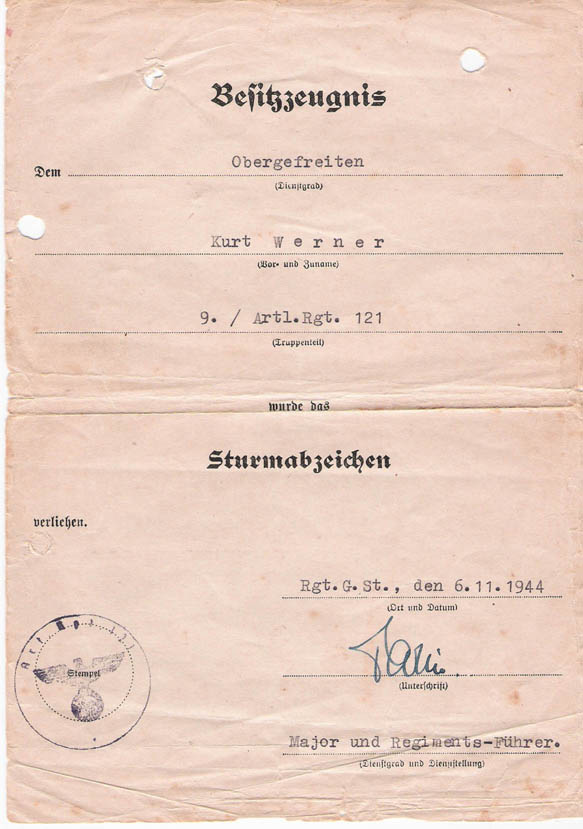 Besitzzeugnis
Dem Obergefreiten
(Dienstgrad)
Kurt Werner
(Vor- und Zuname)
9. / Artl.Rgt. 121
(Truppenteil)
wurde das
Sturmabzeichen
verliehen.
Rgt.G.St., den 6.11.1944
(Ort und Datum)
(Unterschrift)
Stempel
Major und Regiments-Führer.
(Dienstgrad und Dienststellung)